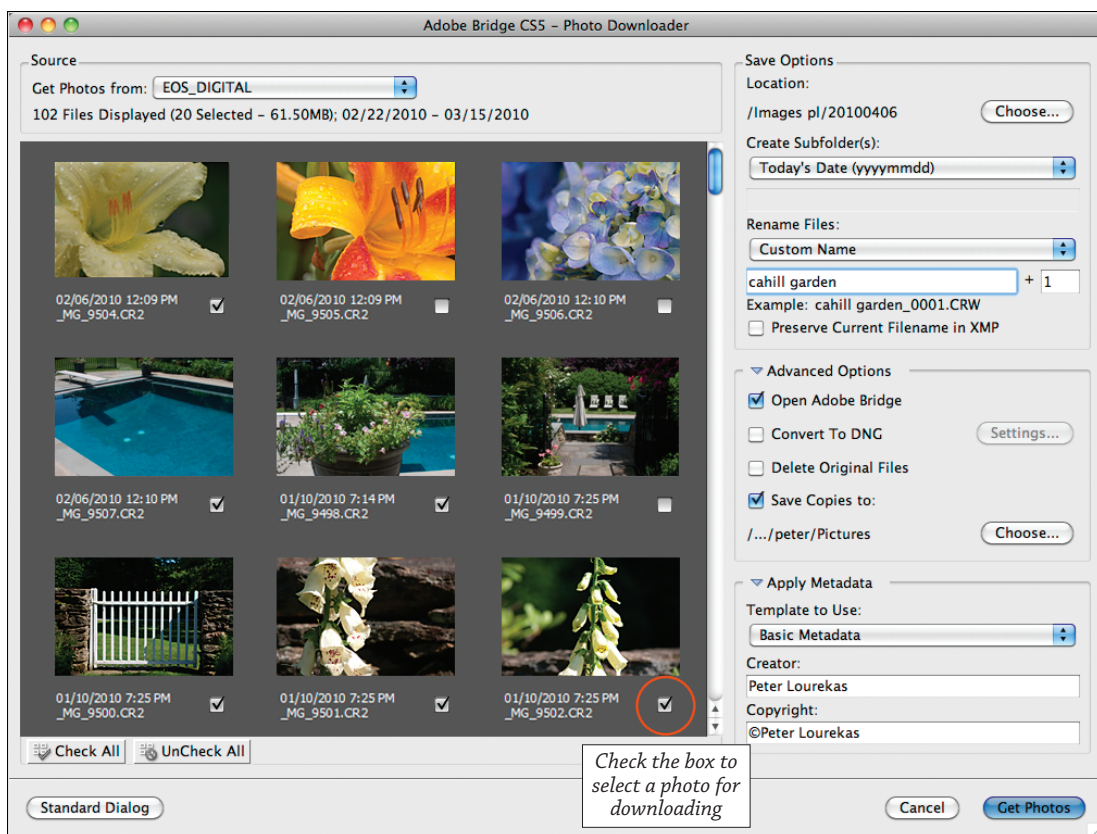 Adobe Bridge CS5 – Photo Downloader
Source
Get Photos from: EOS_DIGITAL
102 Files Displayed (20 Selected – 61.50MB); 02/22/2010 – 03/15/2010
02/06/2010 12:09 PM
_MG_9504.CR2
02/06/2010 12:09 PM
_MG_9505.CR2
02/06/2010 12:10 PM
_MG_9506.CR2
02/06/2010 12:10 PM
_MG_9507.CR2
01/10/2010 7:14 PM
_MG_9498.CR2
01/10/2010 7:25 PM
_MG_9499.CR2
01/10/2010 7:25 PM
_MG_9500.CR2
01/10/2010 7:25 PM
_MG_9501.CR2
01/10/2010 7:25 PM
_MG_9502.CR2
Check All
UnCheck All
Check the box to
select a photo for
downloading
Save Options
Location:
/Images pl/20100406
Choose...
Create Subfolder(s):
Today's Date (yyyymmdd)
Rename Files:
Custom Name
cahill garden + 1
Example: cahill garden_0001.CRW
Preserve Current Filename in XMP
Advanced Options
Open Adobe Bridge
Convert To DNG
Settings...
Delete Original Files
Save Copies to:
/.../peter/Pictures
Choose...
Apply Metadata
Template to Use:
Basic Metadata
Creator:
Peter Lourekas
Copyright:
©Peter Lourekas
Standard Dialog
Cancel
Get Photos